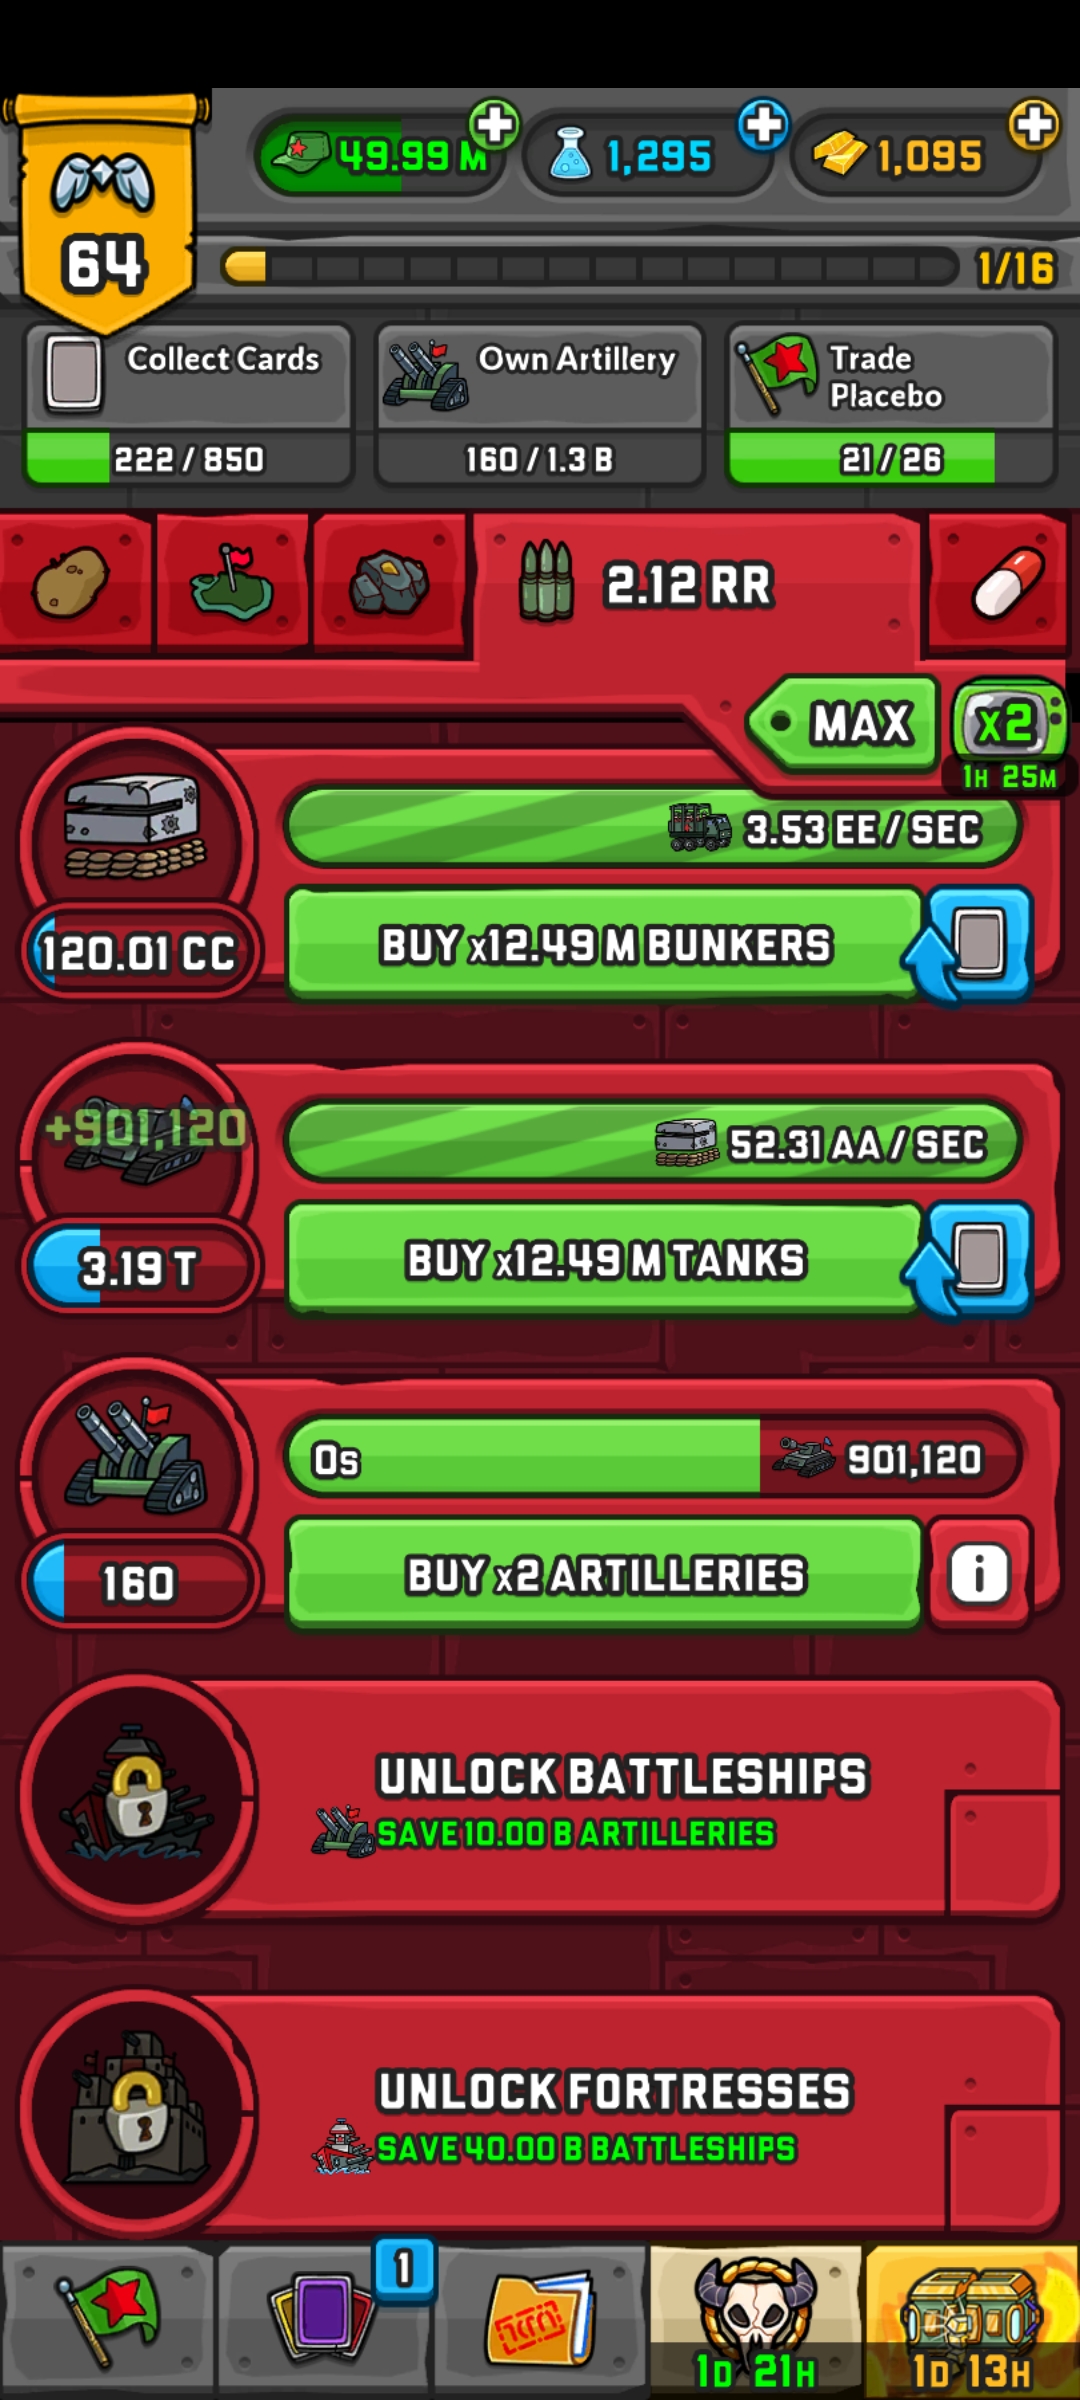 49.99 M
1,295
1,095
64
1/16
Collect Cards
222 / 850
Own Artillery
160 / 1.3 B
Trade
Placebo
21 / 26
2.12 RR
MAX
x2
1H 25M
3.53 EE / SEC
120.01 CC
BUY x12.49 M BUNKERS
+901,120
52.31 AA / SEC
3.19 T
BUY x12.49 M TANKS
0s
901,120
160
BUY x2 ARTILLERIES
i
UNLOCK BATTLESHIPS
SAVE 10.00 B ARTILLERIES
UNLOCK FORTRESSES
SAVE 40.00 B BATTLESHIPS
1
1D 21H
1D 13H